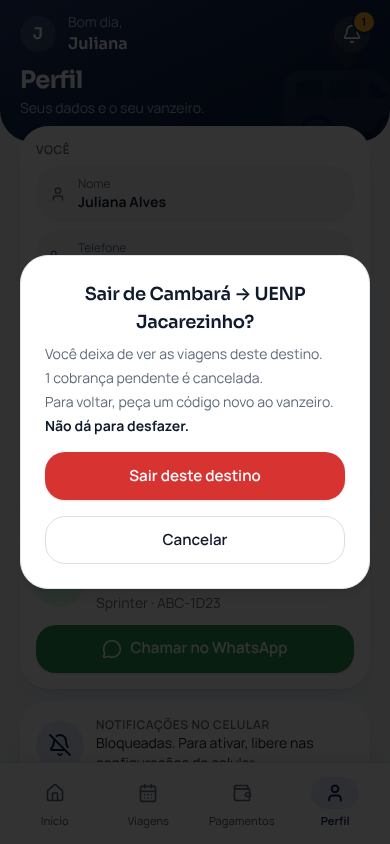 J
Bom dia,
Juliana
1
Perfil
Seus dados e o seu vanzeiro.
VOCÊ
Nome
Juliana Alves
Telefone
Sair de Cambará → UENP
Jacarezinho?
Você deixa de ver as viagens deste destino.
1 cobrança pendente é cancelada.
Para voltar, peça um código novo ao vanzeiro.
Não dá para desfazer.
Sair deste destino
Cancelar
Sprinter · ABC-1D23
Chamar no WhatsApp
NOTIFICAÇÕES NO CELULAR
Bloqueadas. Para ativar, libere nas
configurações do celular.
Início
Viagens
Pagamentos
Perfil